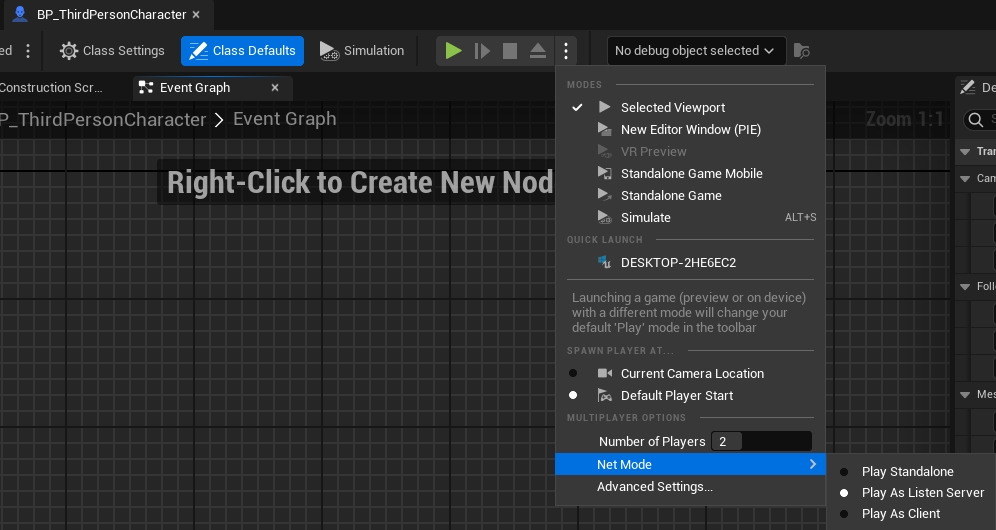 BP_ThirdPersonCharacter
ed
Class Settings
Class Defaults
Simulation
No debug object selected
Construction Scr...
Event Graph
De
P_ThirdPersonCharacter > Event Graph
Zoom 1:1
S
Right-Click to Create New Nod
MODES
Selected Viewport
New Editor Window (PIE)
VR Preview
Standalone Game Mobile
Standalone Game
Simulate ALT+S
QUICK LAUNCH
DESKTOP-2HE6EC2
Launching a game (preview or on device)
with a different mode will change your
default 'Play' mode in the toolbar
SPAWN PLAYER AT...
Current Camera Location
Default Player Start
MULTIPLAYER OPTIONS
Number of Players 2
Net Mode
Advanced Settings...
Play Standalone
Play As Listen Server
Play As Client
Tran
Cam
Foll
Mes